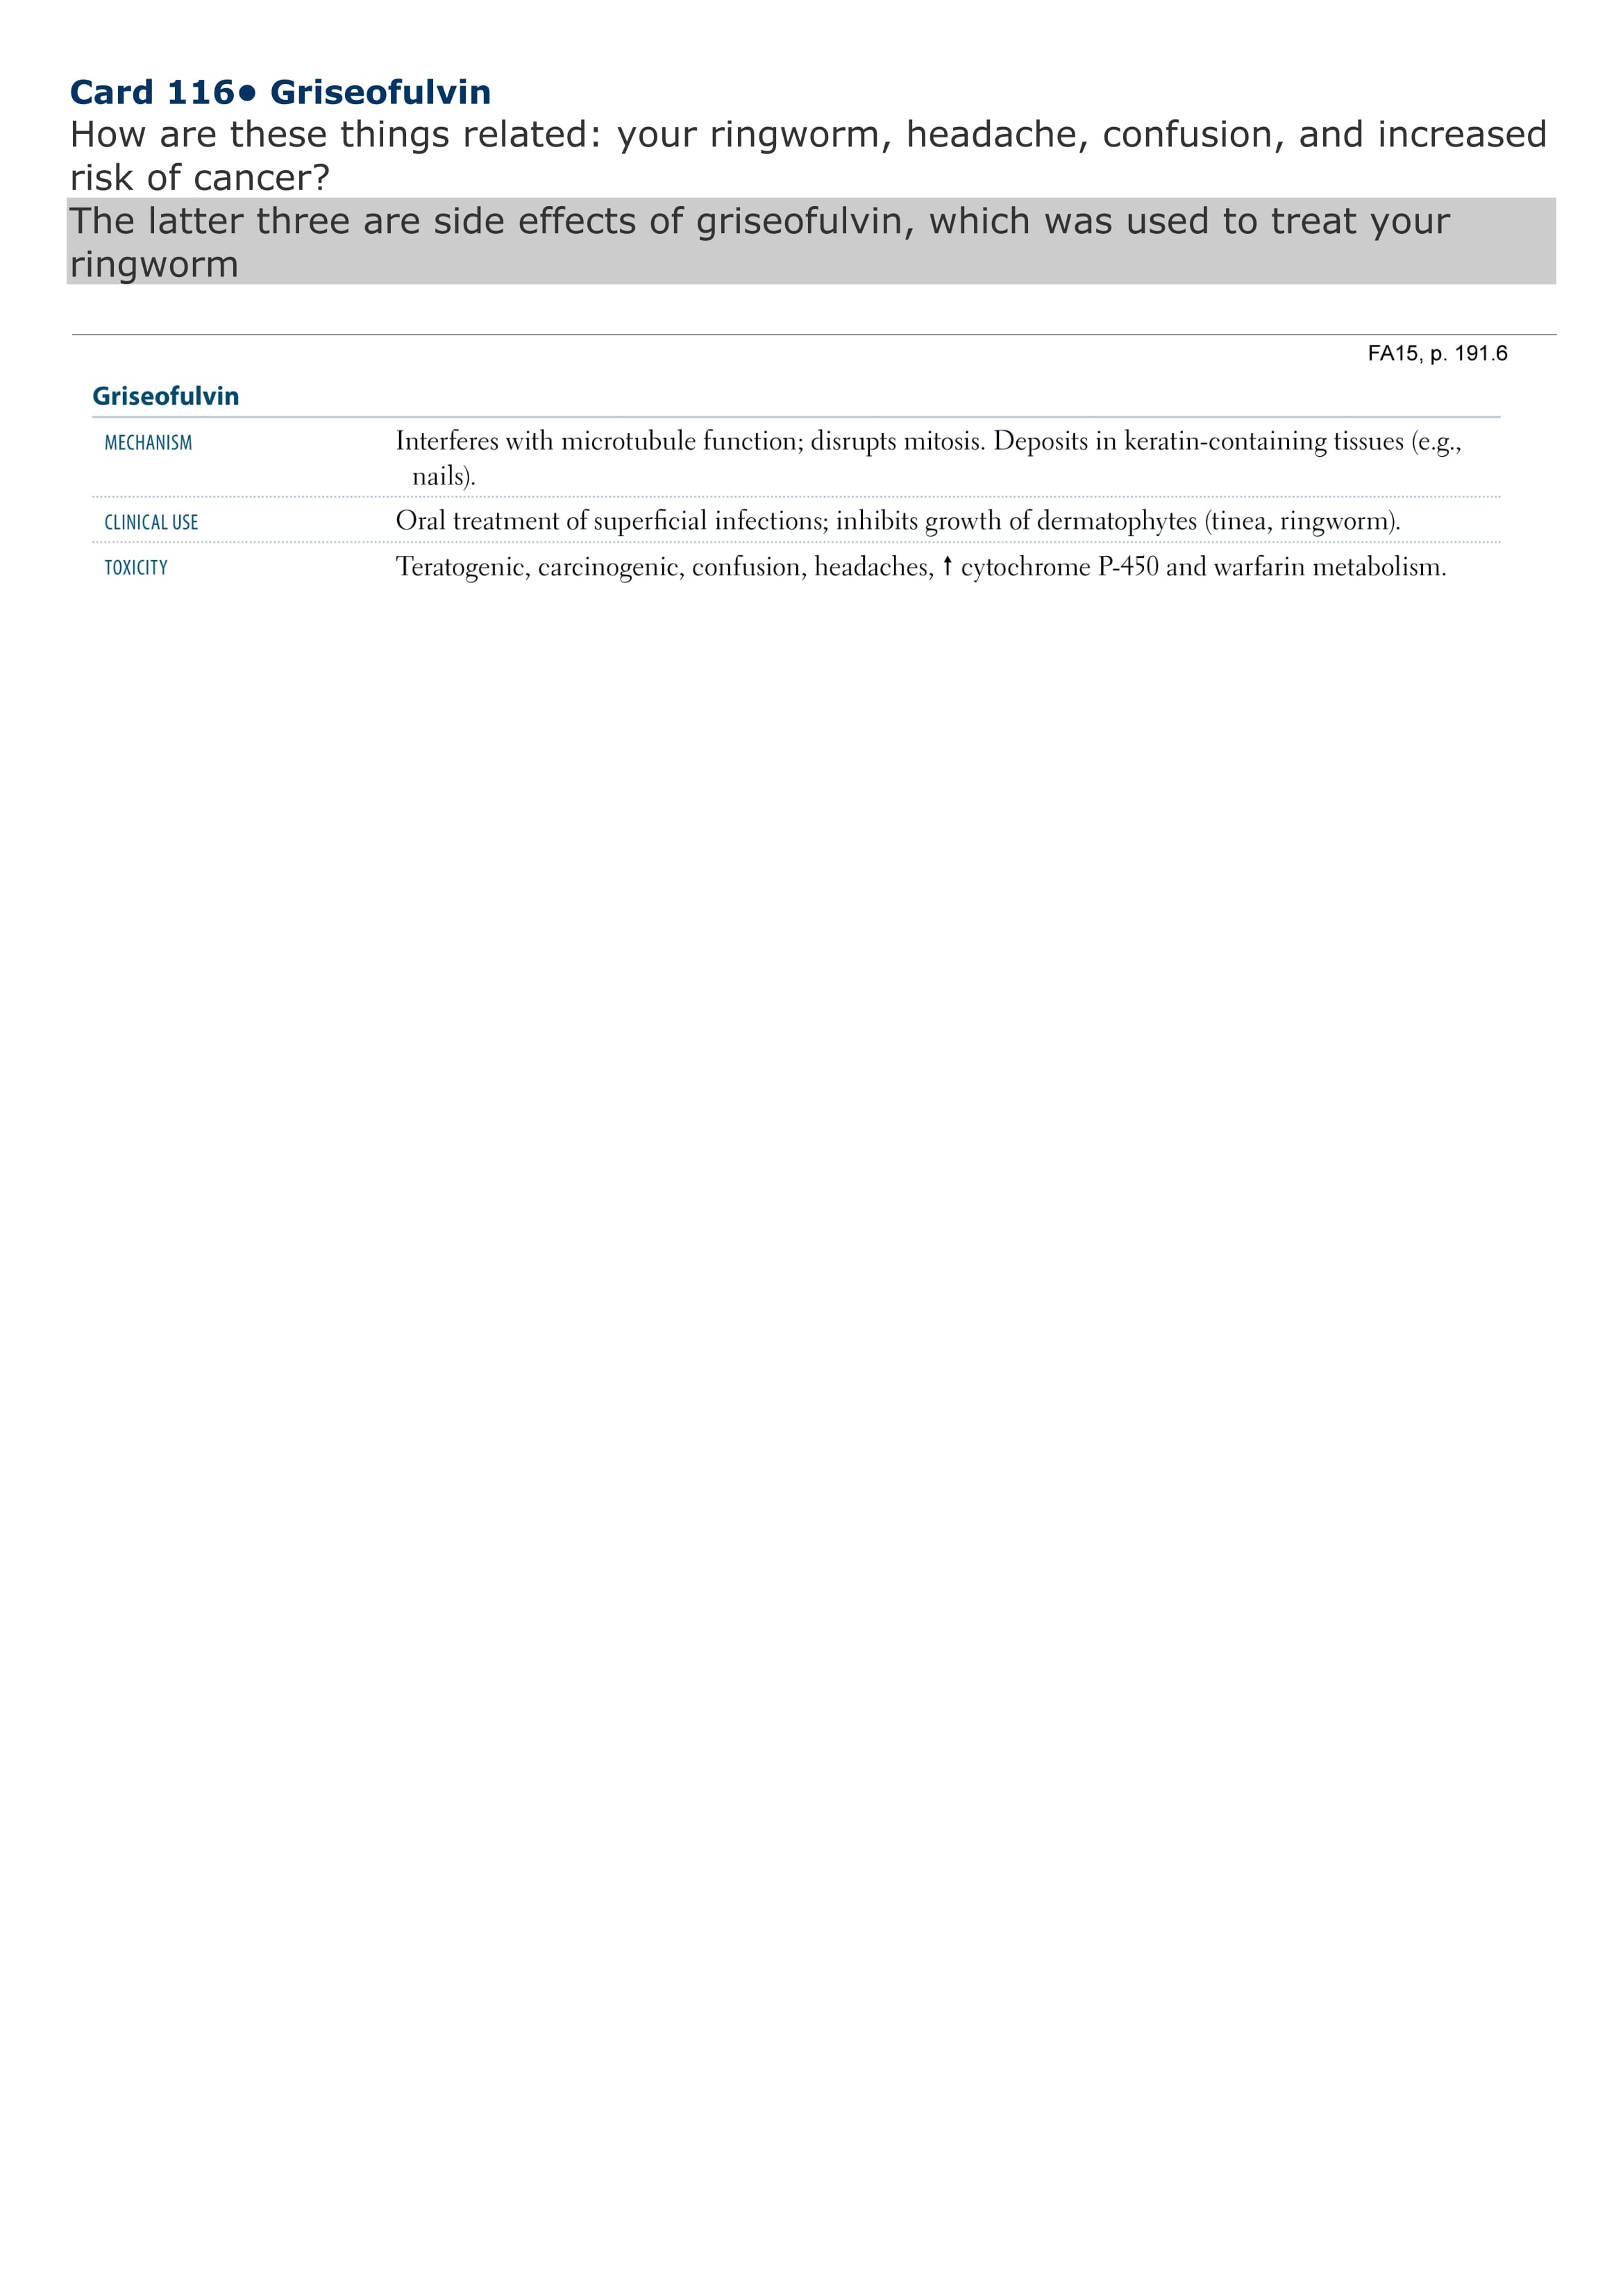 Card 116● Griseofulvin
How are these things related: your ringworm, headache, confusion, and increased
risk of cancer?
The latter three are side effects of griseofulvin, which was used to treat your
ringworm
FA15, p. 191.6
Griseofulvin
MECHANISM Interferes with microtubule function; disrupts mitosis. Deposits in keratin-containing tissues (e.g.,
nails).
CLINICAL USE Oral treatment of superficial infections; inhibits growth of dermatophytes (tinea, ringworm).
TOXICITY Teratogenic, carcinogenic, confusion, headaches, ↑ cytochrome P-450 and warfarin metabolism.